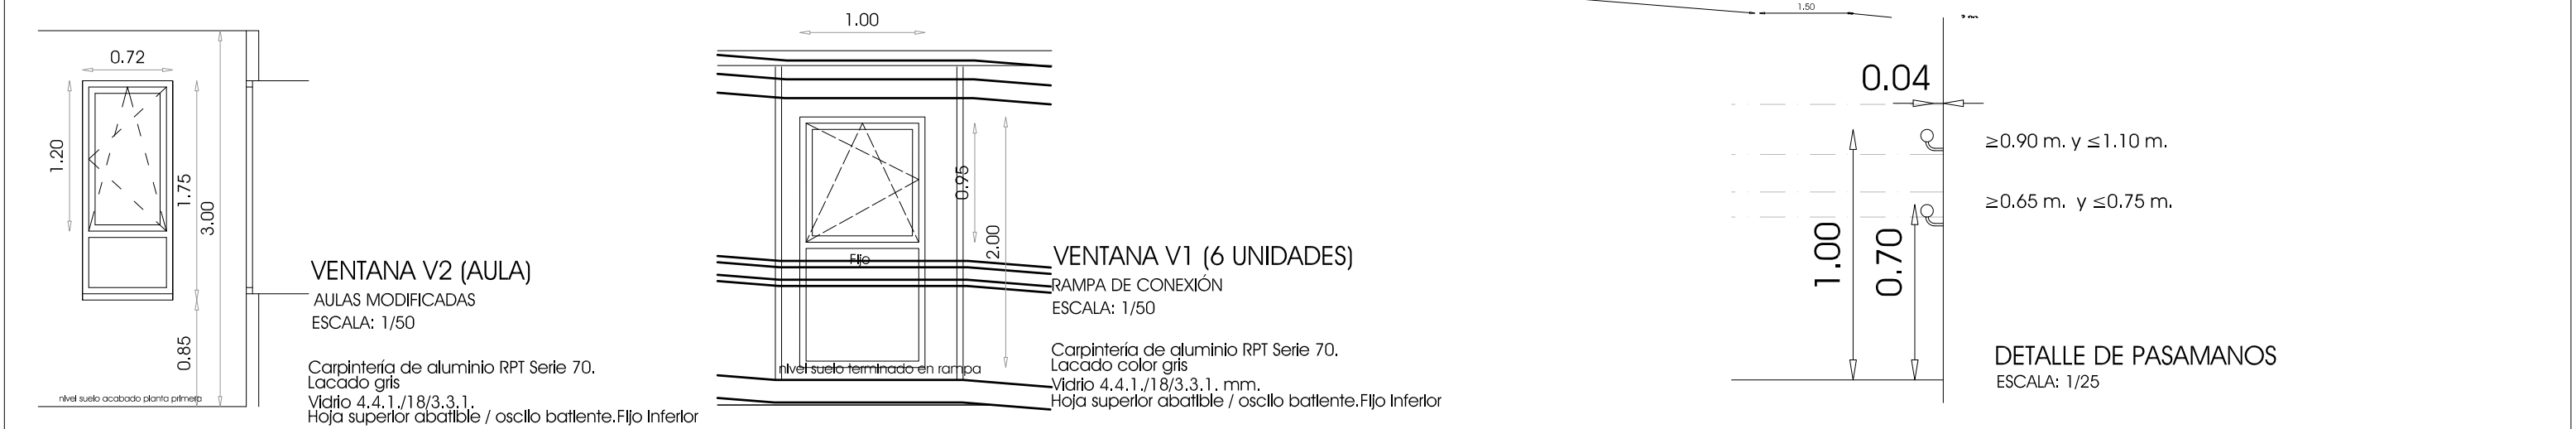 0.72
1.20
1.75
3.00
0.85
nivel suelo acabado planta primera
VENTANA V2 (AULA)
AULAS MODIFICADAS
ESCALA: 1/50
Carpintería de aluminio RPT Serie 70.
Lacado gris
Vidrio 4.4.1./18/3.3.1.
Hoja superior abatible / oscilo batiente.Fijo inferior
1.00
0.95
2.00
Fijo
nivel suelo terminado en rampa
VENTANA V1 (6 UNIDADES)
RAMPA DE CONEXIÓN
ESCALA: 1/50
Carpintería de aluminio RPT Serie 70.
Lacado color gris
Vidrio 4.4.1./18/3.3.1. mm.
Hoja superior abatible / oscilo batiente.Fijo inferior
1.50
0.04
≥0.90 m. y ≤1.10 m.
≥0.65 m. y ≤0.75 m.
1.00
0.70
DETALLE DE PASAMANOS
ESCALA: 1/25